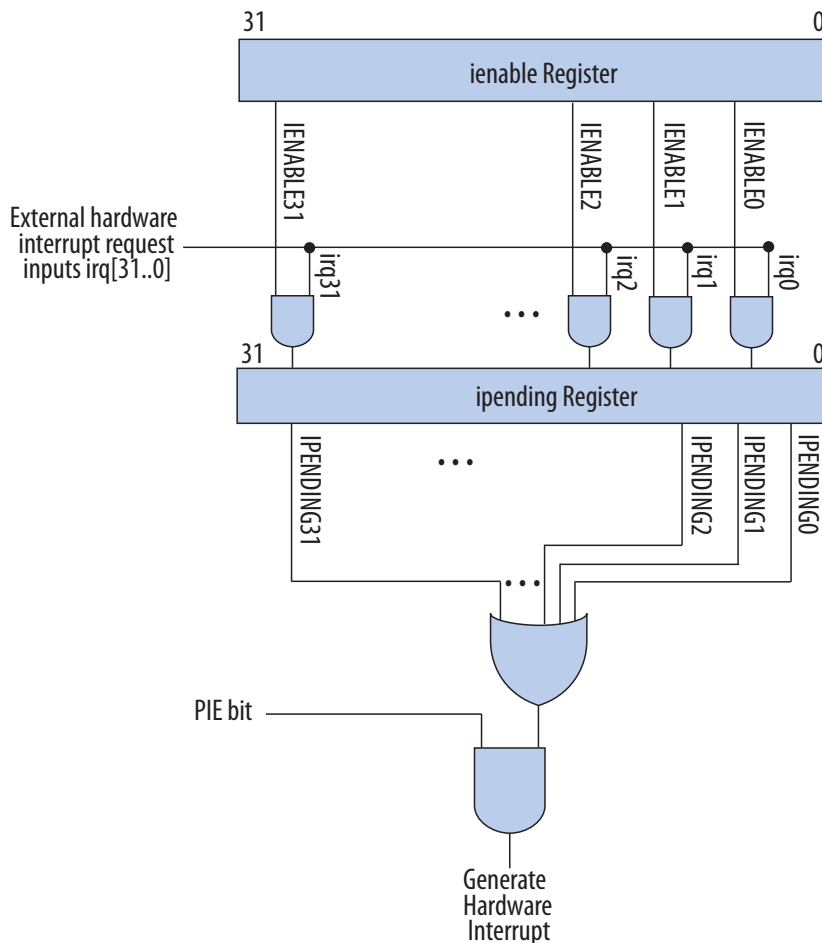 31 0
ienable Register
IENABLE31
IENABLE2
IENABLE1
IENABLE0
External hardware
interrupt request
inputs irq[31..0]
irq31
irq2
irq1
irq0
...
31 0
ipending Register
...
IPENDING31
IPENDING2
IPENDING1
IPENDING0
...
PIE bit
Generate
Hardware
Interrupt